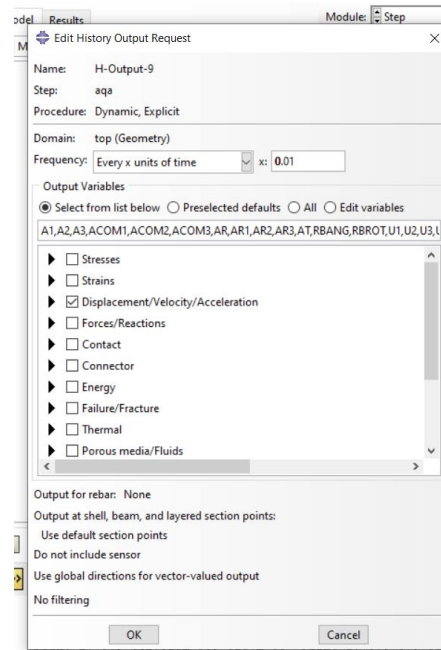 odel Results Module: Step
Edit History Output Request
M
Name: H-Output-9
Step: aqa
Procedure: Dynamic, Explicit
Domain: top (Geometry)
Frequency: Every x units of time x: 0.01
Output Variables
Select from list below Preselected defaults All Edit variables
A1,A2,A3,ACOM1,ACOM2,ACOM3,AR,AR1,AR2,AR3,AT,RBANG,RBROT,U1,U2,U3,U
Stresses
Strains
Displacement/Velocity/Acceleration
Forces/Reactions
Contact
Connector
Energy
Failure/Fracture
Thermal
Porous media/Fluids
Output for rebar: None
Output at shell, beam, and layered section points:
Use default section points
Do not include sensor
Use global directions for vector-valued output
No filtering
OK Cancel